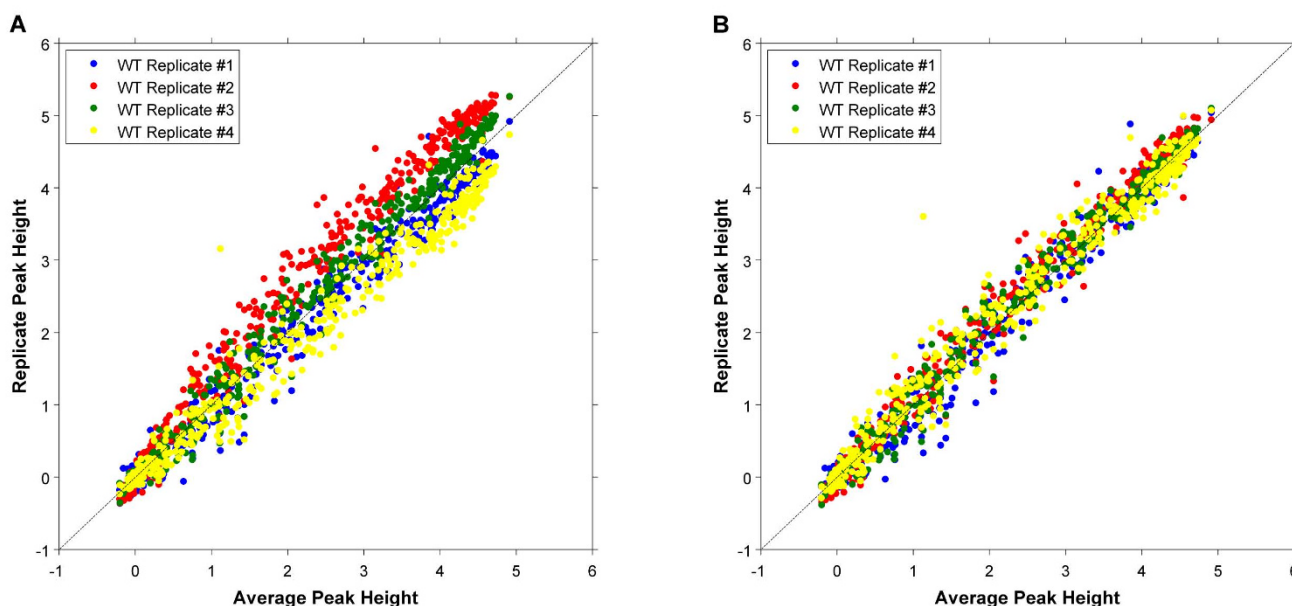 A
6
5
4
3
2
1
0
-1
-1
0
1
2
3
4
5
6
Replicate Peak Height
Average Peak Height
WT Replicate #1
WT Replicate #2
WT Replicate #3
WT Replicate #4
B
6
5
4
3
2
1
0
-1
-1
0
1
2
3
4
5
6
Replicate Peak Height
Average Peak Height
WT Replicate #1
WT Replicate #2
WT Replicate #3
WT Replicate #4